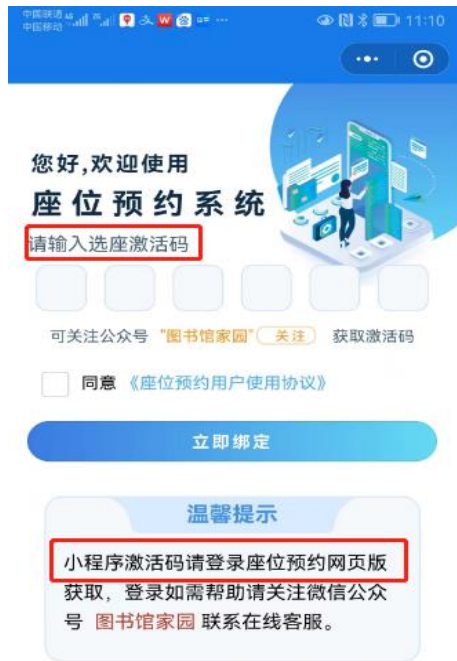 中国联通 46
中国移动
11:10
您好,欢迎使用
座位预约系统
请输入选座激活码
可关注公众号 "图书馆家园" 关注 获取激活码
同意 《座位预约用户使用协议》
立即绑定
温馨提示
小程序激活码请登录座位预约网页版
获取，登录如需帮助请关注微信公众
号 图书馆家园 联系在线客服。